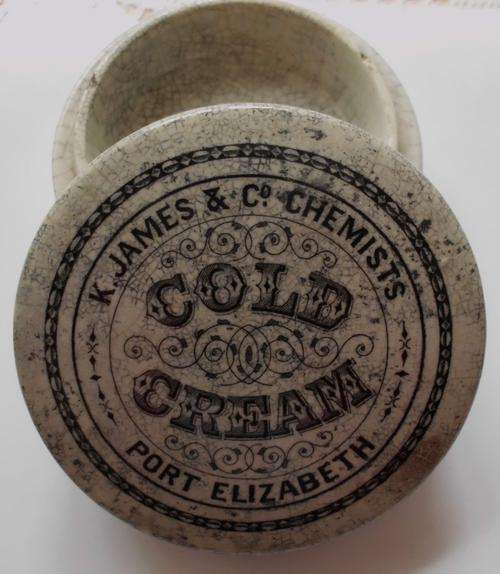 K. JAMES & Co CHEMISTS
COLD
CREAM
PORT ELIZABETH